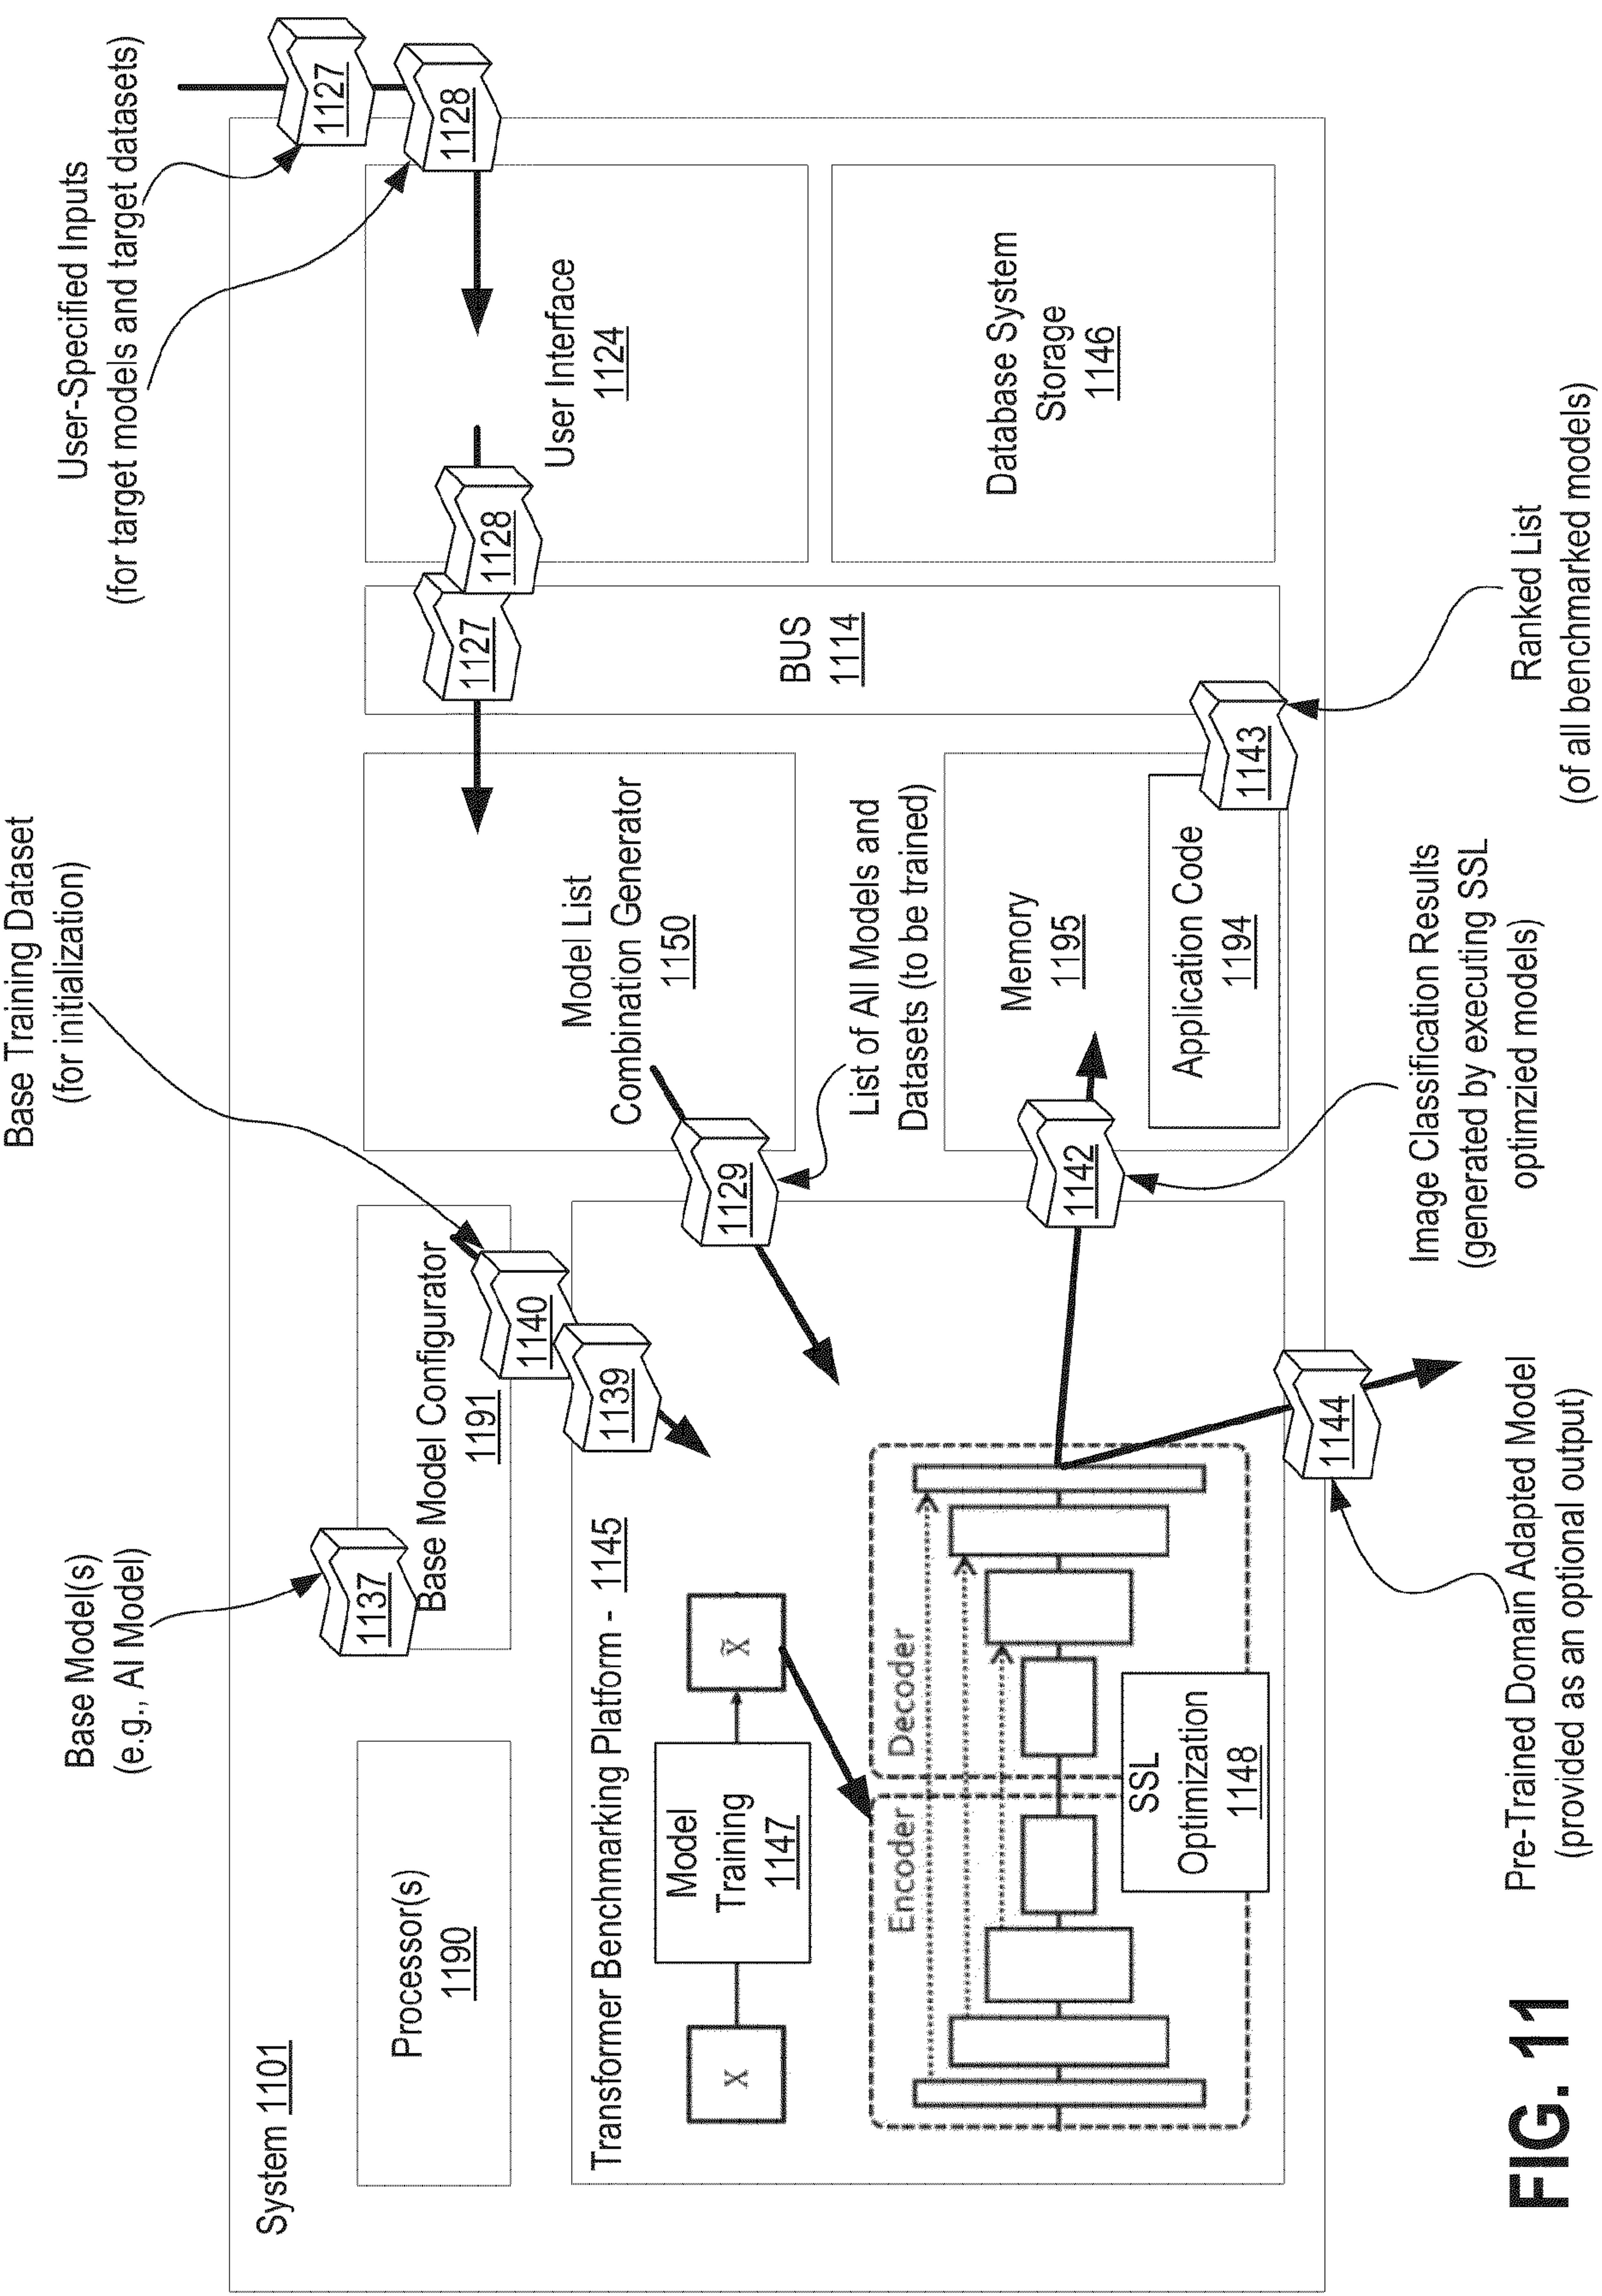 System 1101
Base Model(s)
(e.g., AI Model)
Base Training Dataset
(for initialization)
User-Specified Inputs
(for target models and target datasets)
1127
1128
Processor(s)
1190
1137
Base Model Configurator
1191
1140
1139
Model List
Combination Generator
1150
1129
List of All Models and
Datasets (to be trained)
1127
1128
User Interface
1124
BUS
1114
Database System
Storage
1146
Transformer Benchmarking Platform - 1145
X
Model
Training
1147
X̃
Encoder
Decoder
SSL
Optimization
1148
1142
Memory
1195
Application Code
1194
1143
1144
Image Classification Results
(generated by executing SSL
optimzied models)
Ranked List
(of all benchmarked models)
Pre-Trained Domain Adapted Model
(provided as an optional output)
FIG. 11